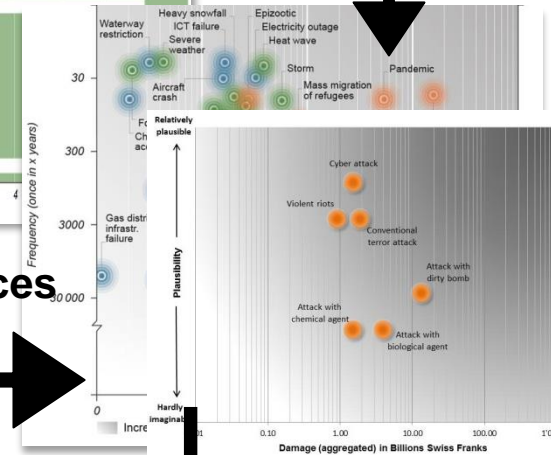 Waterway
restriction
Heavy snowfall
ICT failure
Severe
weather
Epizootic
Electricity outage
Heat wave
Storm
Pandemic
Aircraft
crash
Mass migration
of refugees
30
300
3000
30 000
0
4
Frequency (once in x years)
Gas distr
infrastr.
failure
ces
Incre
Relatively
plausible
Plausibility
Hardly
imaginab
Cyber attack
Violent riots
Conventional
terror attack
Attack with
dirty bomb
Attack with
chemical agent
Attack with
biological agent
0.10
1.00
10.00
100.00
Damage (aggregated) in Billions Swiss Franks